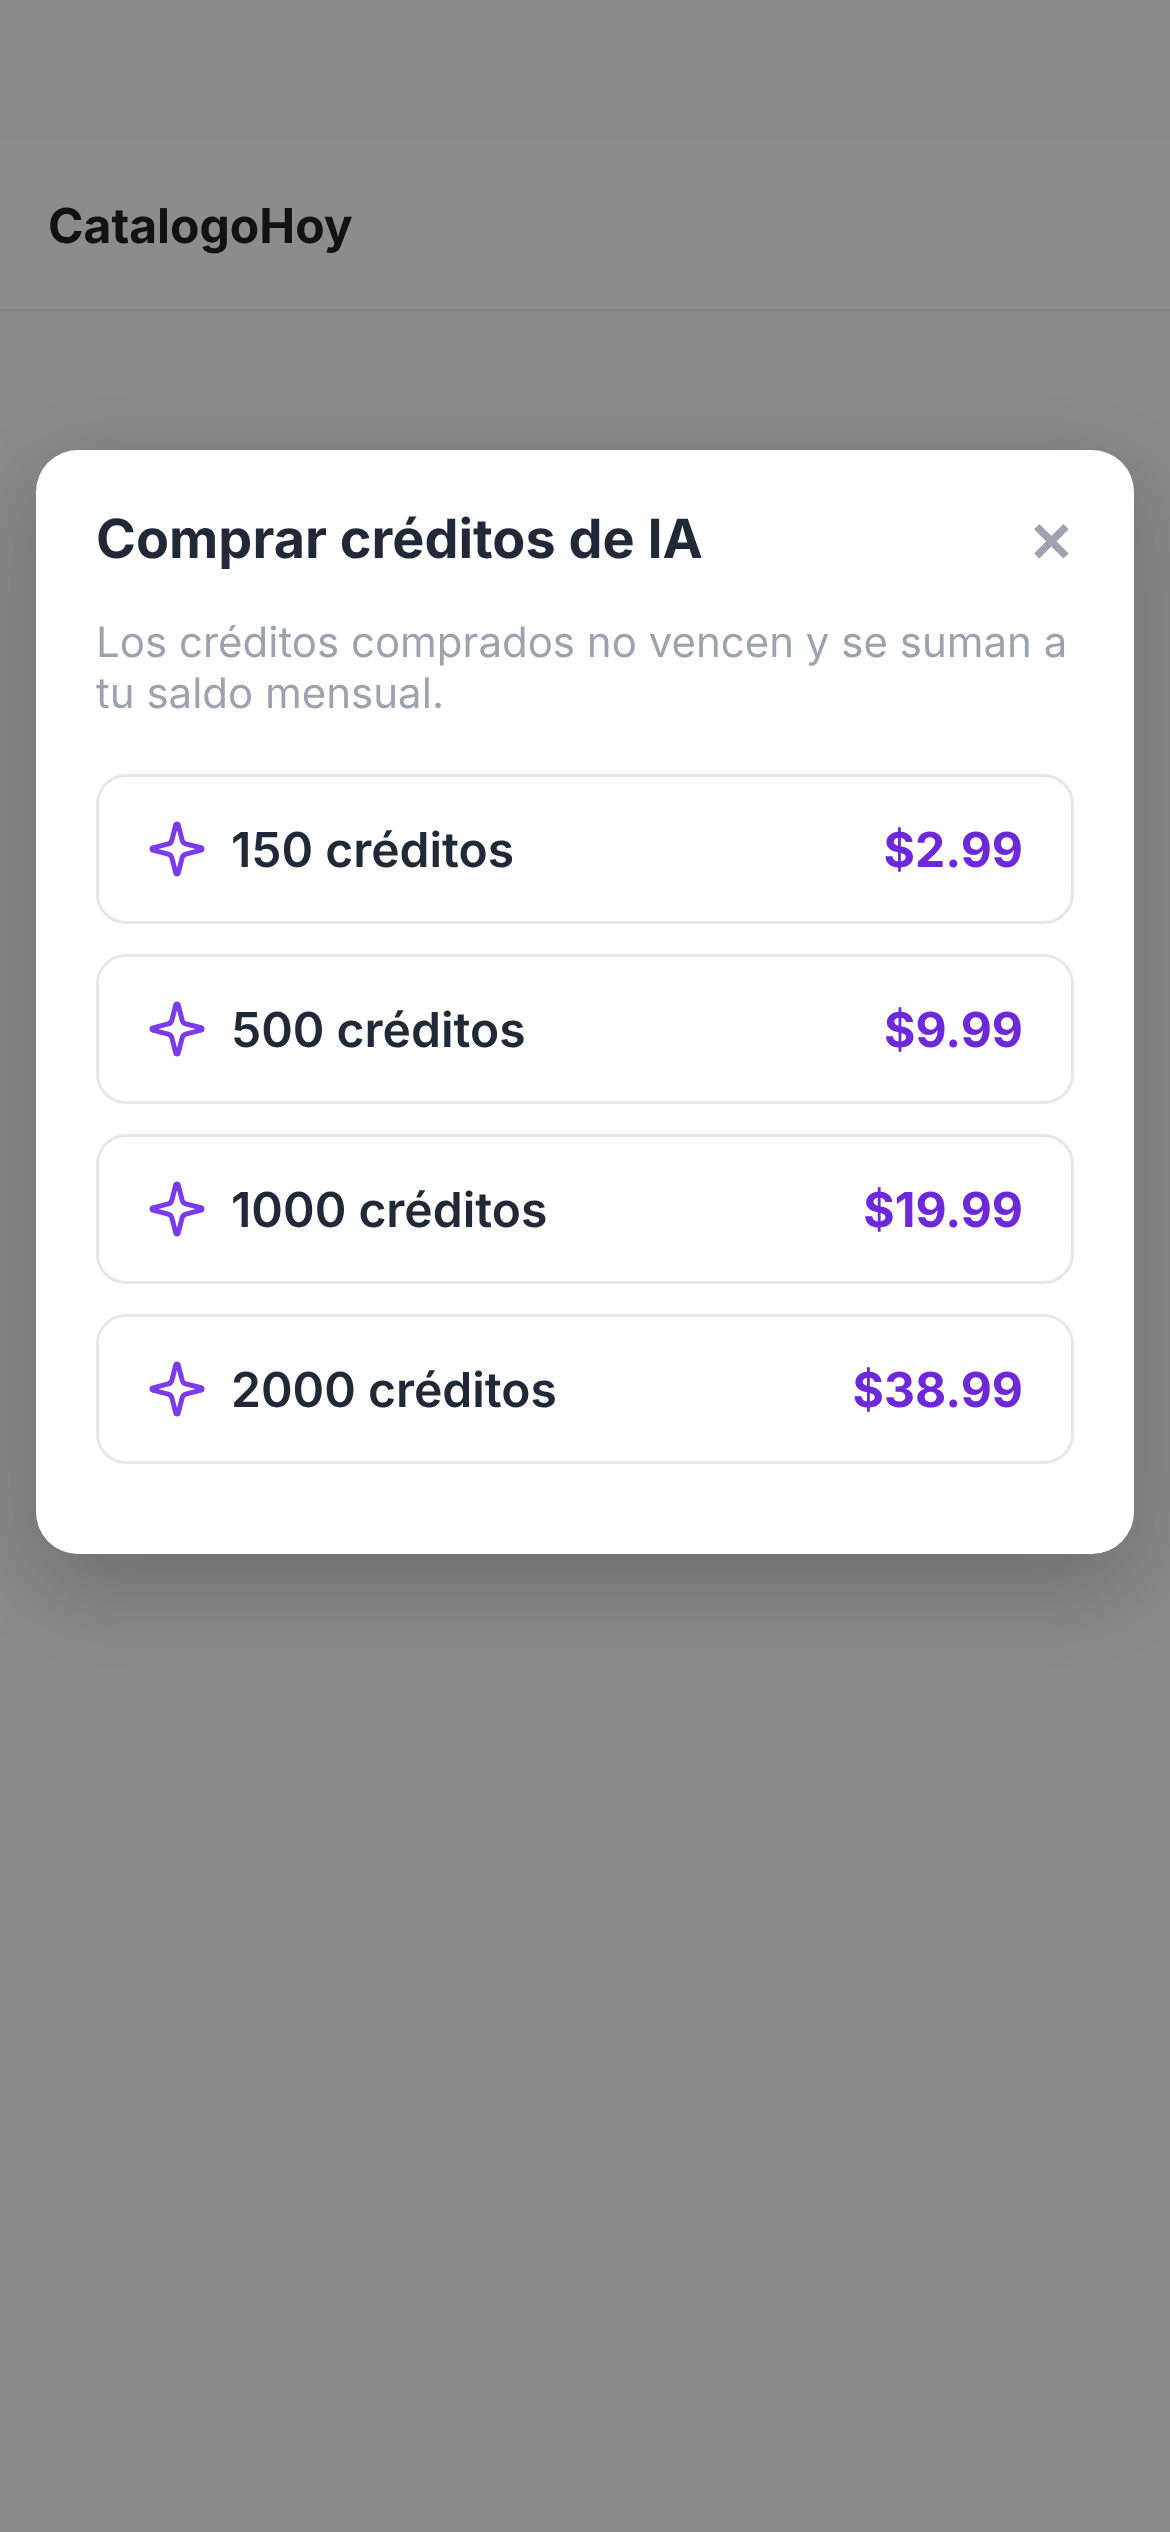 CatalogoHoy
Comprar créditos de IA
Los créditos comprados no vencen y se suman a
tu saldo mensual.
150 créditos $2.99
500 créditos $9.99
1000 créditos $19.99
2000 créditos $38.99